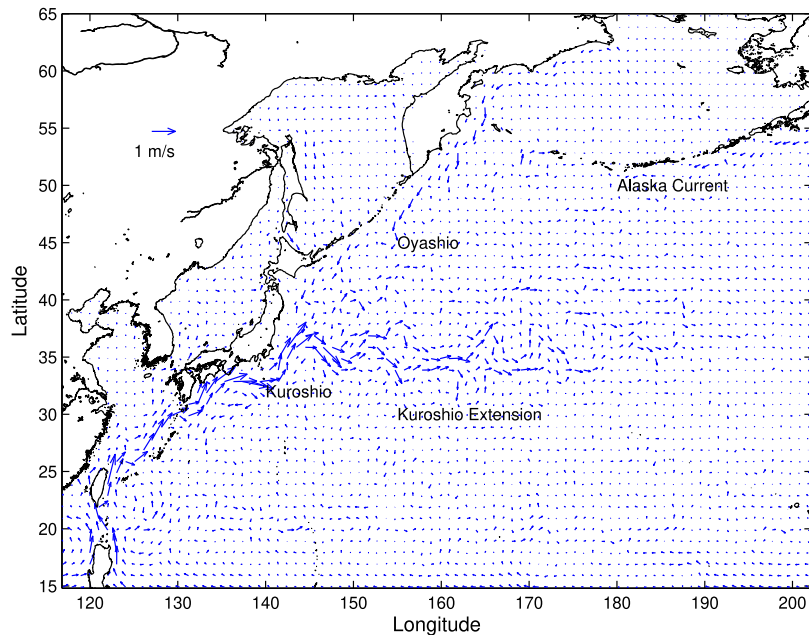 65
60
55
1 m/s
50
Alaska Current
45
Oyashio
Latitude
40
35
Kuroshio
30
Kuroshio Extension
25
20
15
120 130 140 150 160 170 180 190 200
Longitude